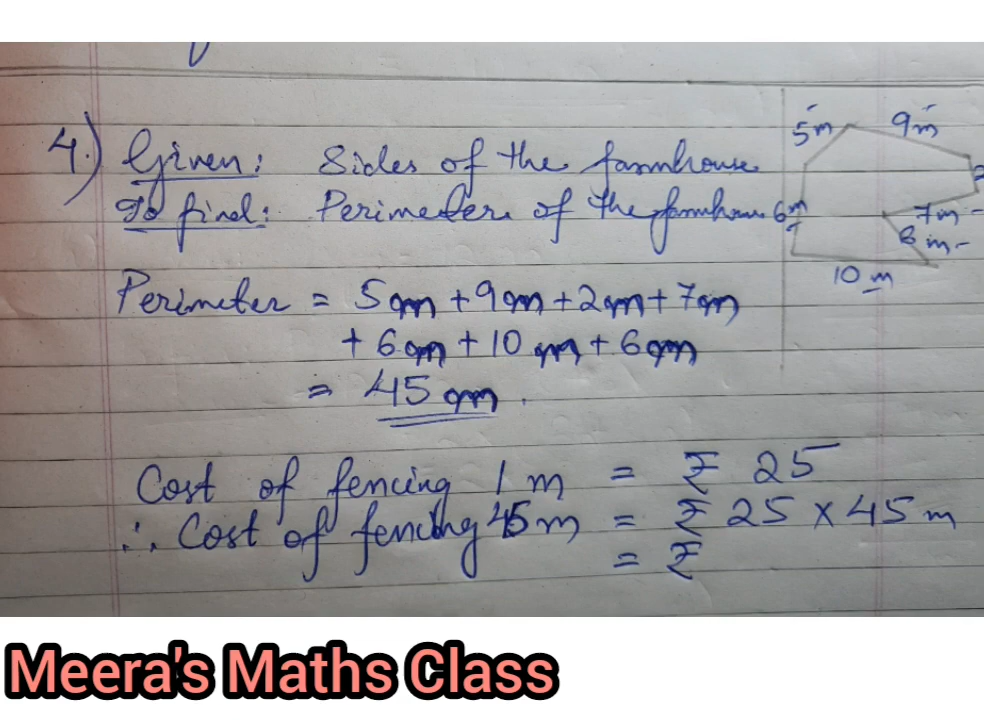 4.) Given: Sides of the farmhouse
To find: Perimeter of the farmhouse
5m 9m
6m 7m
8m
10 m
Perimeter = 5m + 9m + 2m + 7m
+ 6m + 10 m + 6m
= 45 m.
Cost of fencing 1 m = ₹ 25
∴ Cost of fencing 45 m = ₹ 25 × 45 m
= ₹
Meera's Maths Class